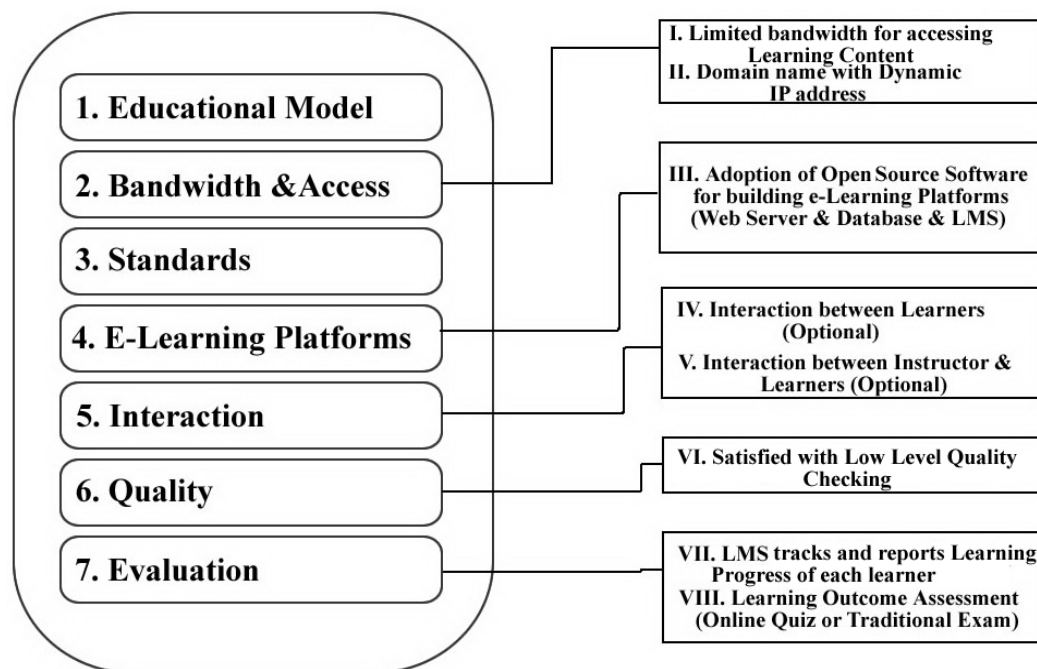 1. Educational Model
2. Bandwidth &Access
3. Standards
4. E-Learning Platforms
5. Interaction
6. Quality
7. Evaluation
I. Limited bandwidth for accessing
Learning Content
II. Domain name with Dynamic
IP address
III. Adoption of Open Source Software
for building e-Learning Platforms
(Web Server & Database & LMS)
IV. Interaction between Learners
(Optional)
V. Interaction between Instructor &
Learners (Optional)
VI. Satisfied with Low Level Quality
Checking
VII. LMS tracks and reports Learning
Progress of each learner
VIII. Learning Outcome Assessment
(Online Quiz or Traditional Exam)